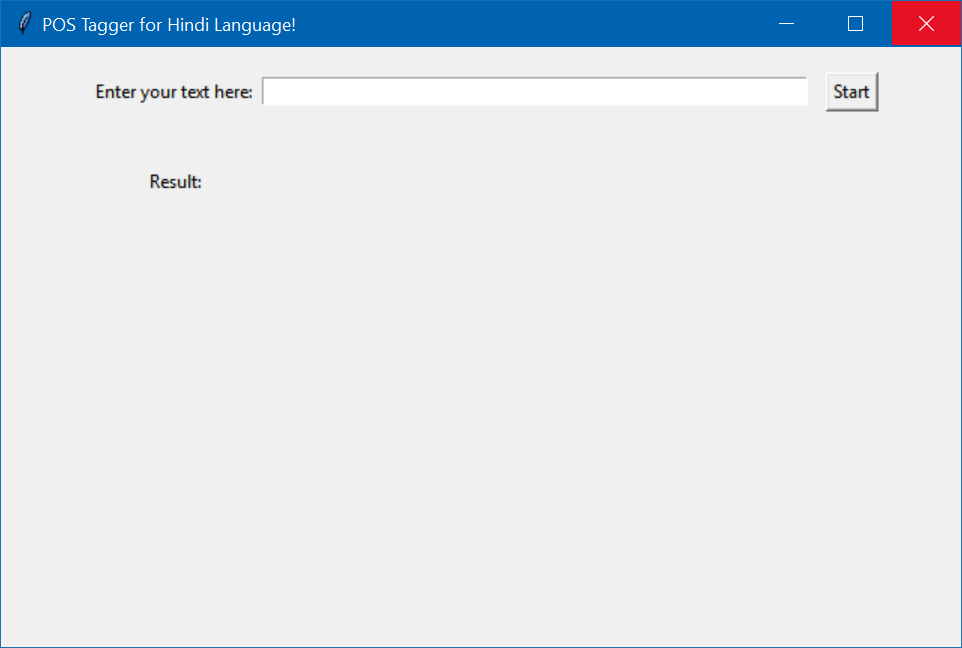 POS Tagger for Hindi Language!
Enter your text here: Start
Result: